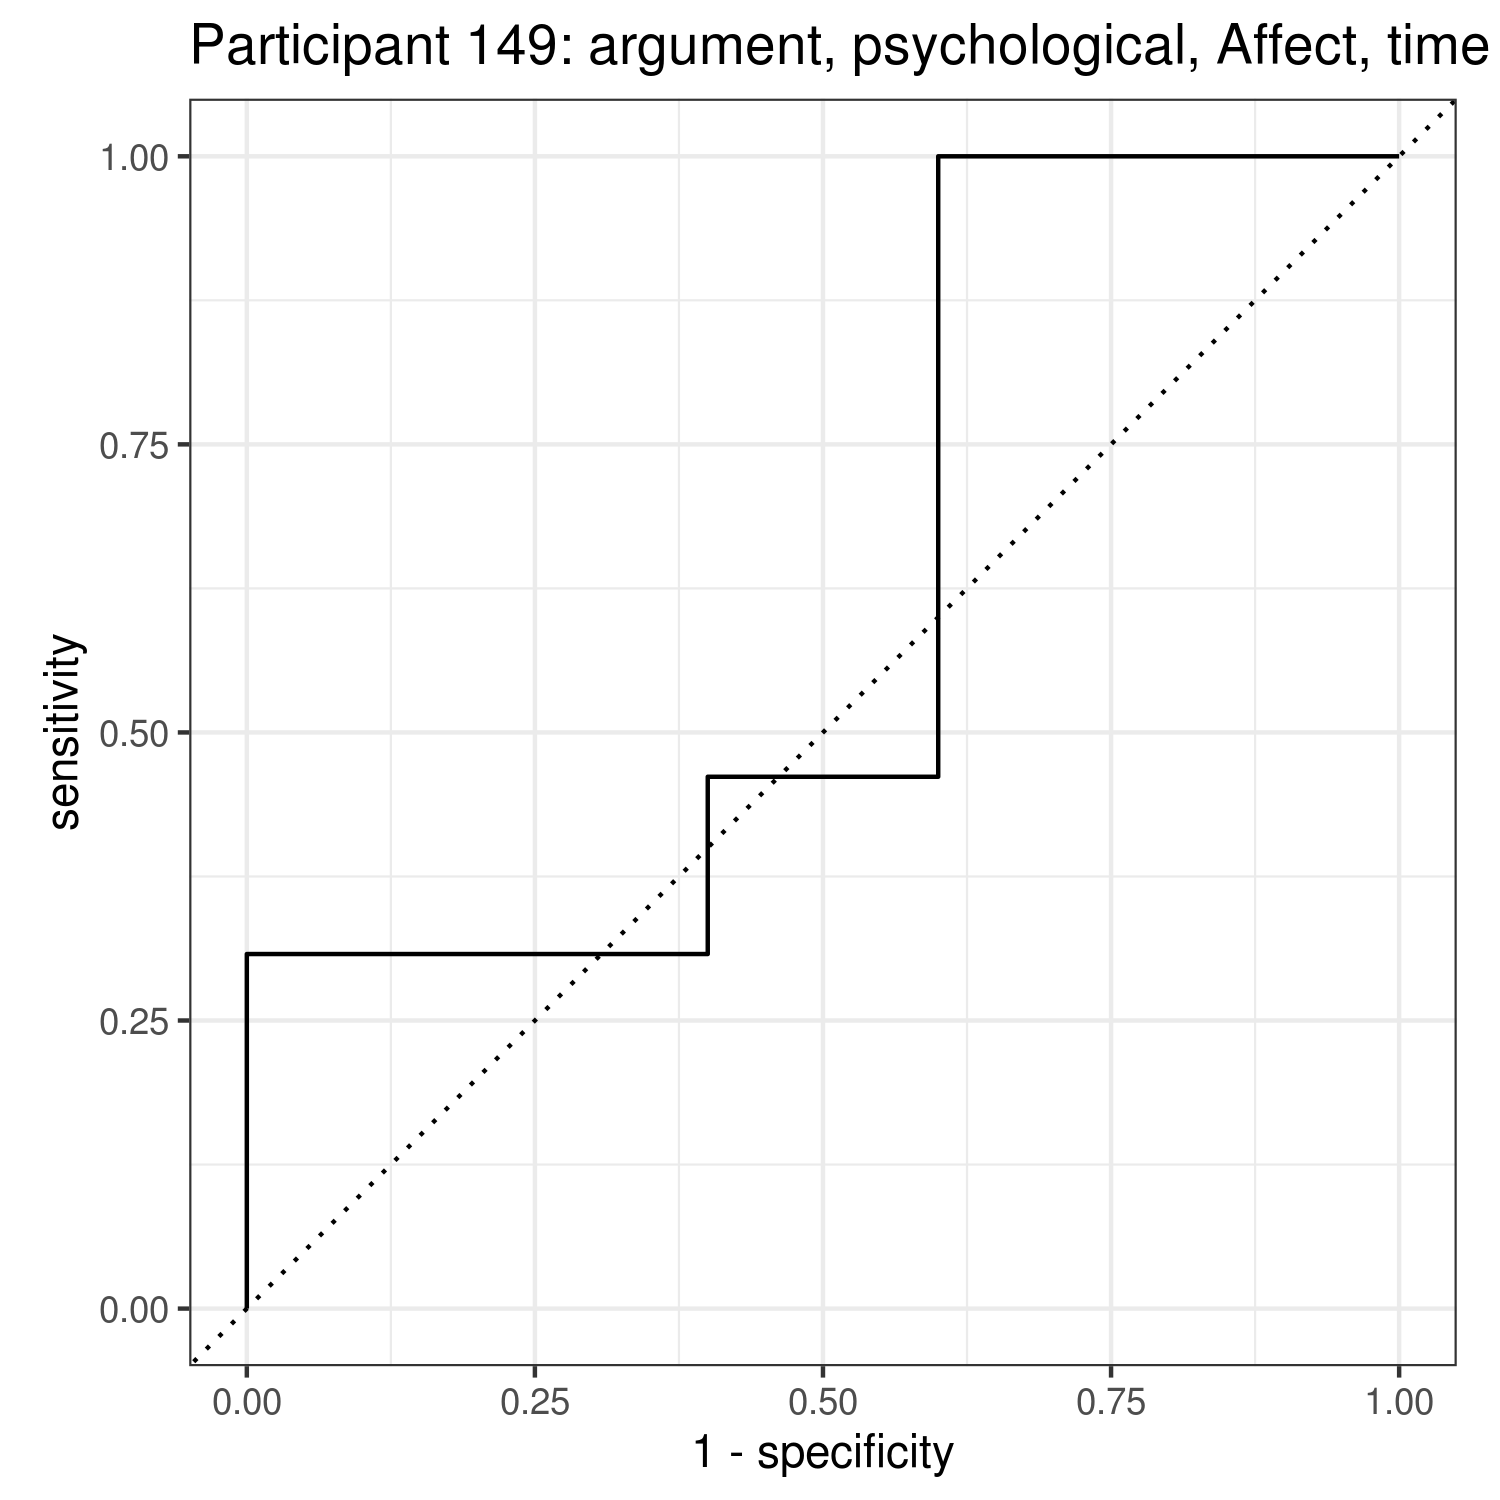 Participant 149: argument, psychological, Affect, time
1.00
0.75
0.50
0.25
0.00
sensitivity
0.00 0.25 0.50 0.75 1.00
1 - specificity